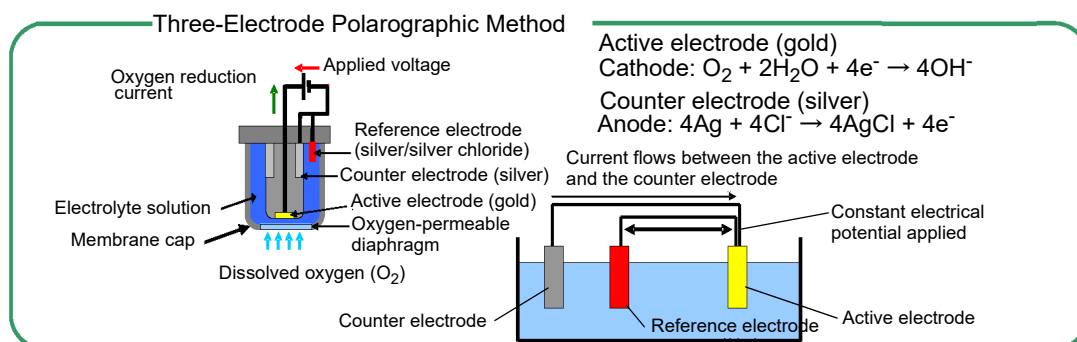 Three-Electrode Polarographic Method
Oxygen reduction
current
Applied voltage
Reference electrode
(silver/silver chloride)
Counter electrode (silver)
Active electrode (gold)
Oxygen-permeable
diaphragm
Electrolyte solution
Membrane cap
Dissolved oxygen (O₂)
Active electrode (gold)
Cathode: O₂ + 2H₂O + 4e⁻ → 4OH⁻
Counter electrode (silver)
Anode: 4Ag + 4Cl⁻ → 4AgCl + 4e⁻
Current flows between the active electrode
and the counter electrode
Constant electrical
potential applied
Counter electrode
Reference electrode
Active electrode